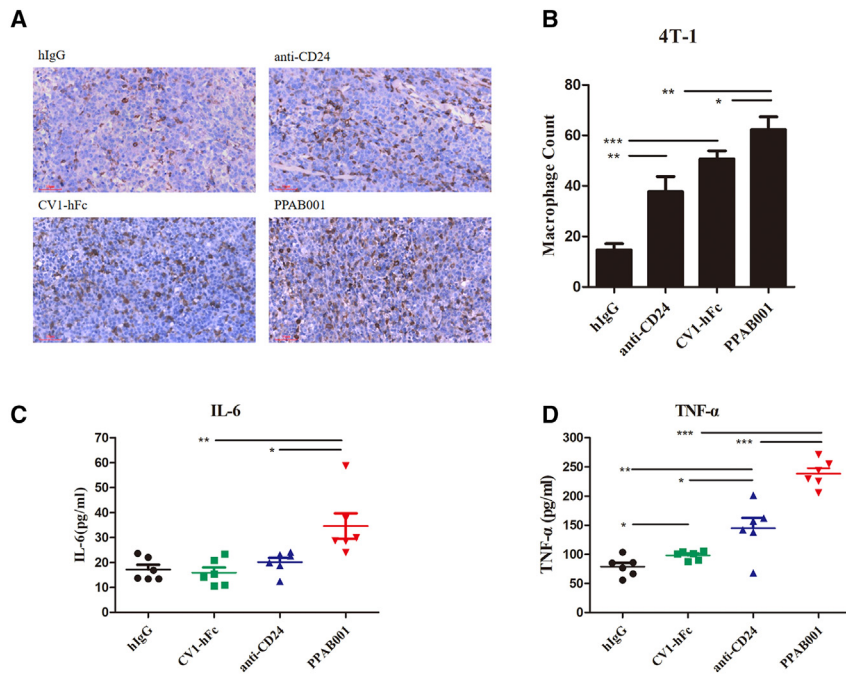 A
hIgG
anti-CD24
CV1-hFc
PPAB001
B
4T-1
Macrophage Count
80
60
40
20
0
**
*
***
**
hIgG
anti-CD24
CV1-hFc
PPAB001
C
IL-6
IL-6(pg/ml)
70
60
50
40
30
20
10
0
**
*
hIgG
CV1-hFc
anti-CD24
PPAB001
D
TNF-α
TNF-α (pg/ml)
300
250
200
150
100
50
0
***
***
**
*
*
hIgG
CV1-hFc
anti-CD24
PPAB001